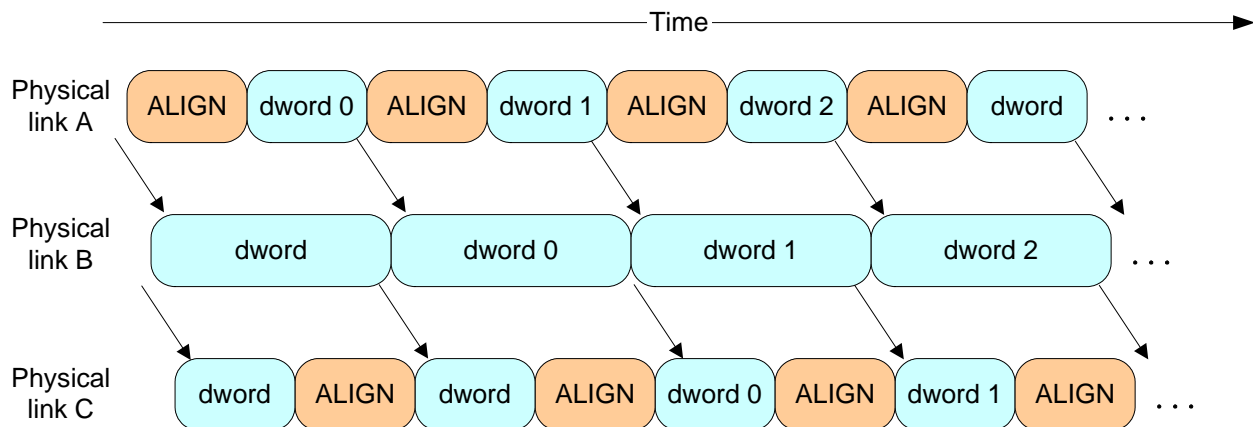 Time
Physical
link A
ALIGN dword 0 ALIGN dword 1 ALIGN dword 2 ALIGN dword . . .
Physical
link B
dword dword 0 dword 1 dword 2 . . .
Physical
link C
dword ALIGN dword ALIGN dword 0 ALIGN dword 1 ALIGN . . .